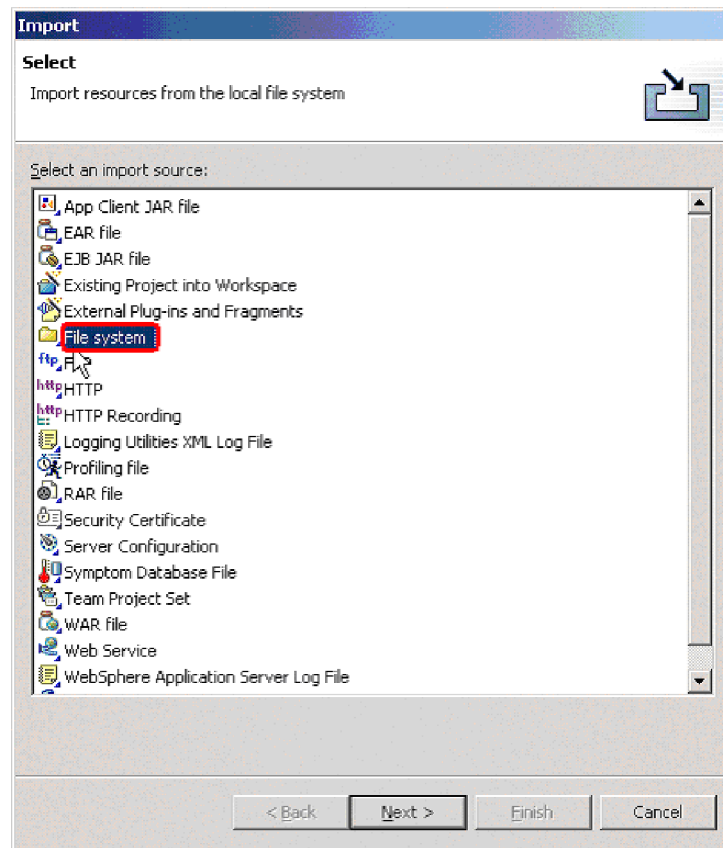 Import
Select
Import resources from the local file system
Select an import source:
App Client JAR file
EAR file
EJB JAR file
Existing Project into Workspace
External Plug-ins and Fragments
File system
ftp
http HTTP
http HTTP Recording
Logging Utilities XML Log File
Profiling file
RAR file
Security Certificate
Server Configuration
Symptom Database File
Team Project Set
WAR file
Web Service
WebSphere Application Server Log File
< Back Next > Finish Cancel